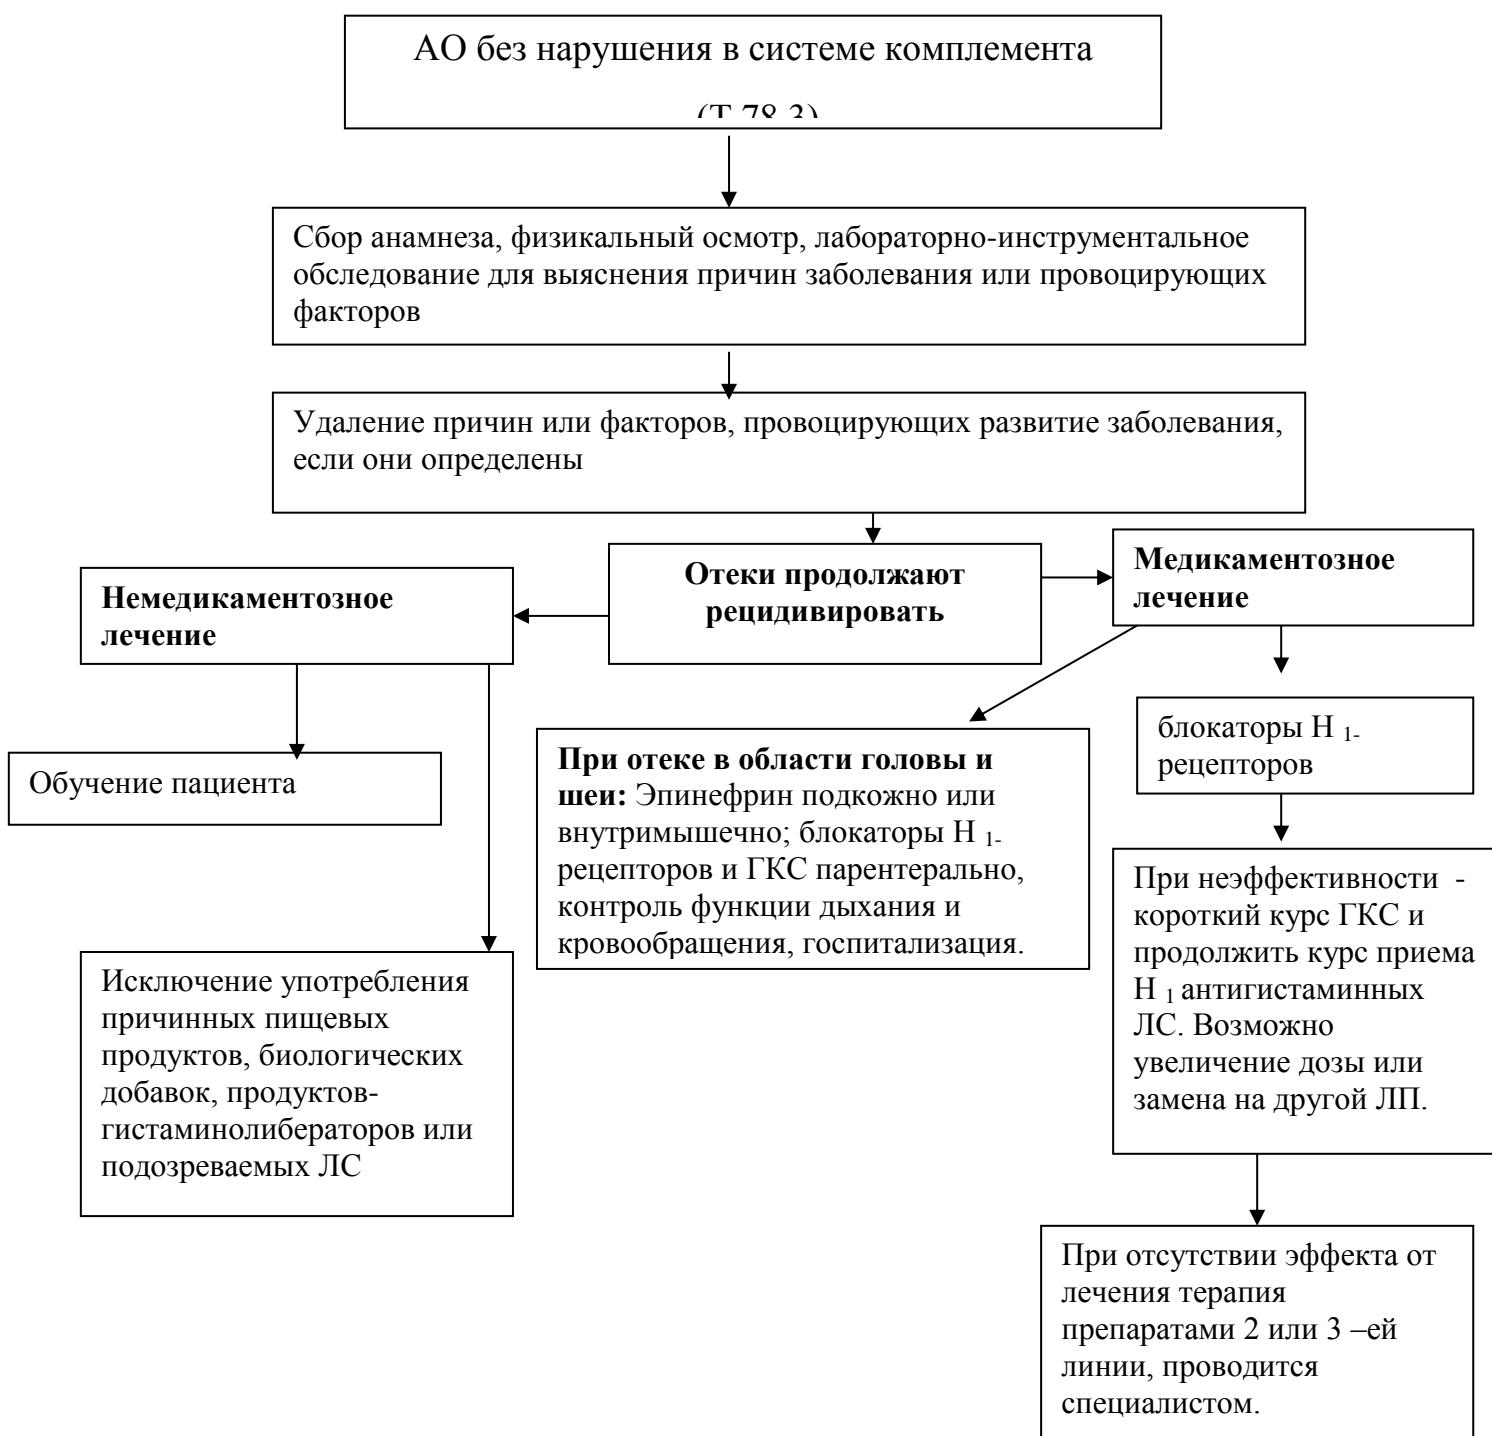 АО без нарушения в системе комплемента
(Т 78.3)
Сбор анамнеза, физикальный осмотр, лабораторно-инструментальное
обследование для выяснения причин заболевания или провоцирующих
факторов
Удаление причин или факторов, провоцирующих развитие заболевания,
если они определены
Отеки продолжают
рецидивировать
Немедикаментозное
лечение
Обучение пациента
Исключение употребления
причинных пищевых
продуктов, биологических
добавок, продуктов-
гистаминолибераторов или
подозреваемых ЛС
Медикаментозное
лечение
При отеке в области головы и
шеи: Эпинефрин подкожно или
внутримышечно; блокаторы Н 1-
рецепторов и ГКС парентерально,
контроль функции дыхания и
кровообращения, госпитализация.
блокаторы Н 1-
рецепторов
При неэффективности -
короткий курс ГКС и
продолжить курс приема
Н 1 антигистаминных
ЛС. Возможно
увеличение дозы или
замена на другой ЛП.
При отсутствии эффекта от
лечения терапия
препаратами 2 или 3 –ей
линии, проводится
специалистом.